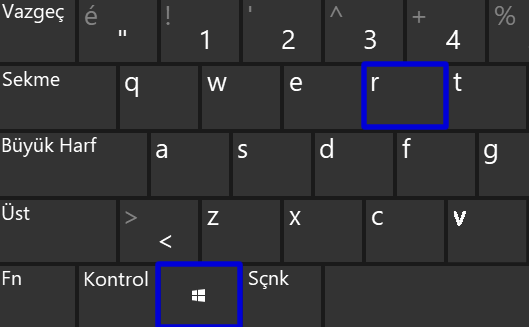 Vazgeç é " ! 1 ' 2 ^ 3 + 4 %
Sekme q w e r t
Büyük Harf a s d f g
Üst > < z x c v
Fn Kontrol Sçnk